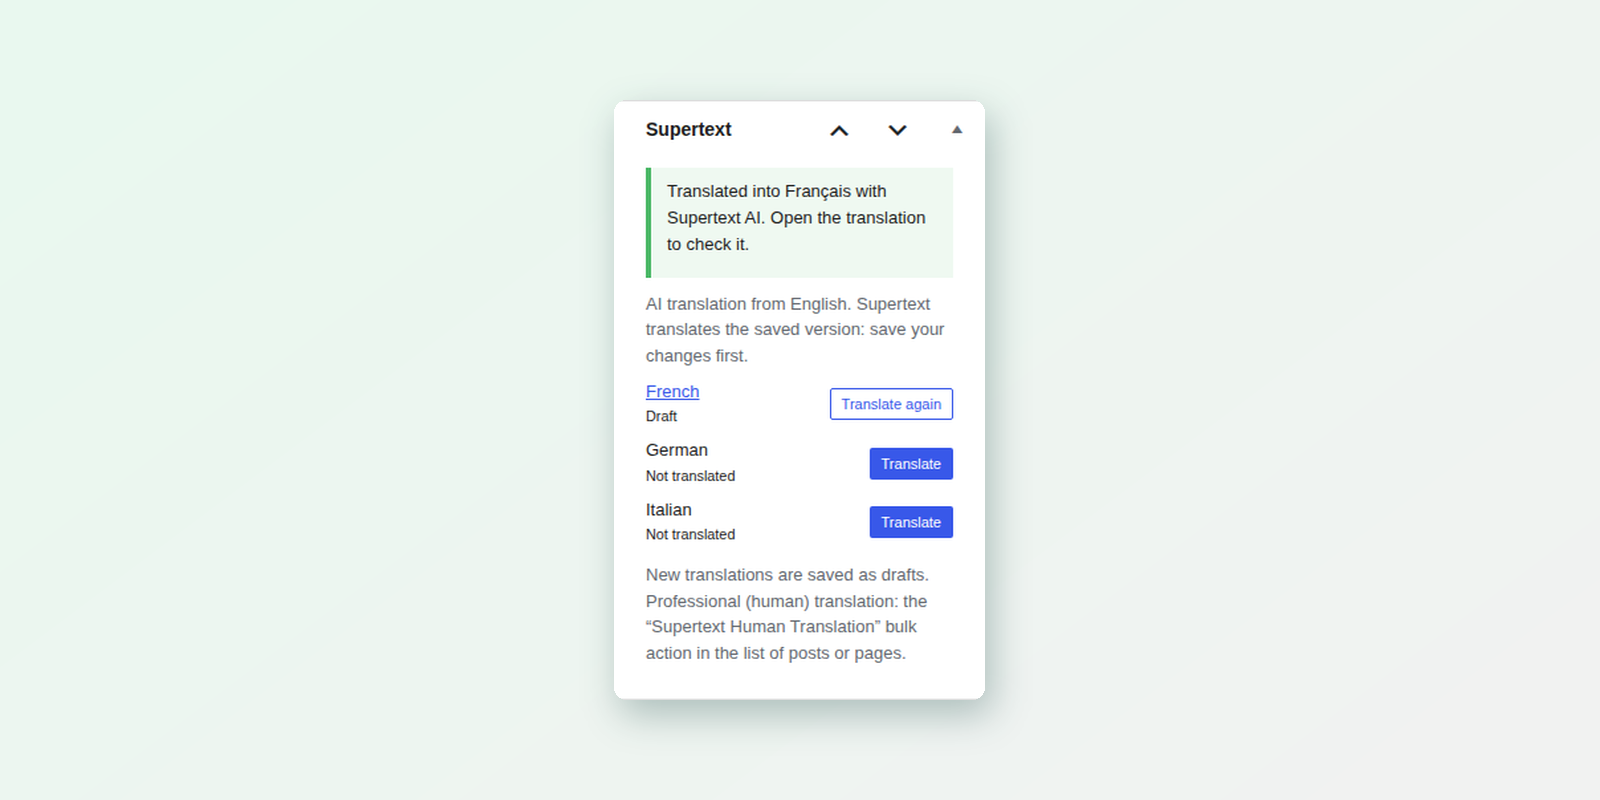 Supertext
Translated into Français with
Supertext AI. Open the translation
to check it.
AI translation from English. Supertext
translates the saved version: save your
changes first.
French
Translate again
Draft
German
Translate
Not translated
Italian
Translate
Not translated
New translations are saved as drafts.
Professional (human) translation: the
“Supertext Human Translation” bulk
action in the list of posts or pages.